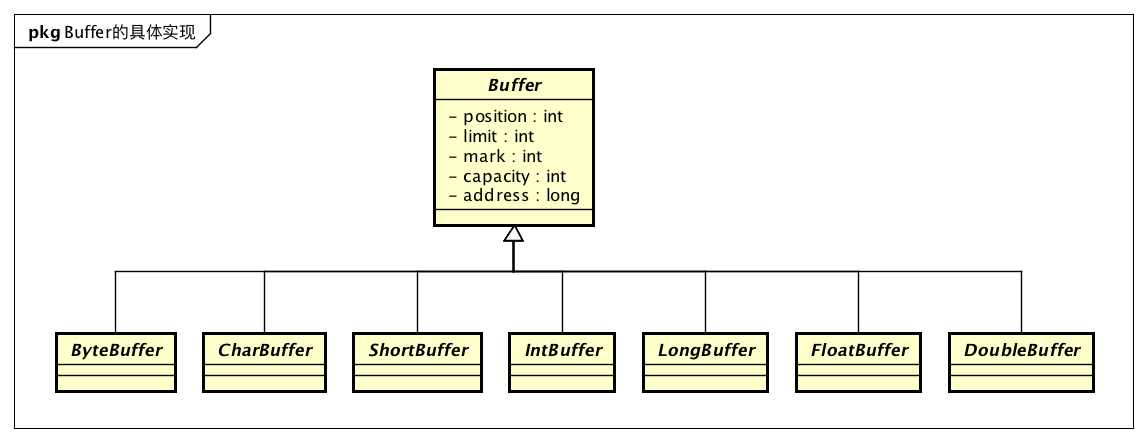 pkg Buffer的具体实现
Buffer
- position : int
- limit : int
- mark : int
- capacity : int
- address : long
ByteBuffer CharBuffer ShortBuffer IntBuffer LongBuffer FloatBuffer DoubleBuffer